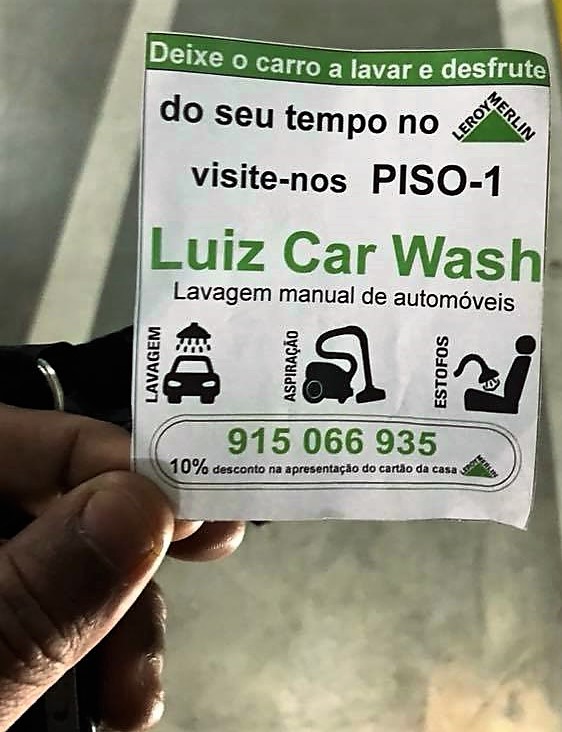 Deixe o carro a lavar e desfrute
do seu tempo no LEROY MERLIN
visite-nos PISO-1
Luiz Car Wash
Lavagem manual de automóveis
LAVAGEM
ASPIRAÇÃO
ESTOFOS
915 066 935
10% desconto na apresentação do cartão da casa LEROY MERLIN